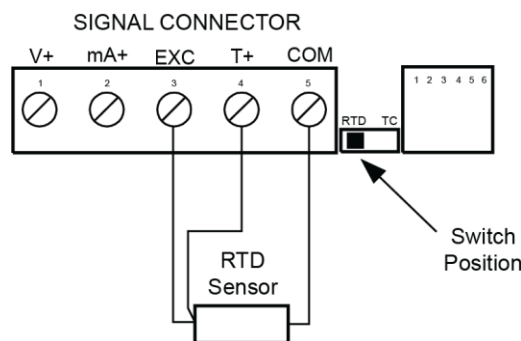 SIGNAL CONNECTOR
V+ mA+ EXC T+ COM
1 2 3 4 5
1 2 3 4 5 6
RTD TC
RTD
Sensor
Switch
Position